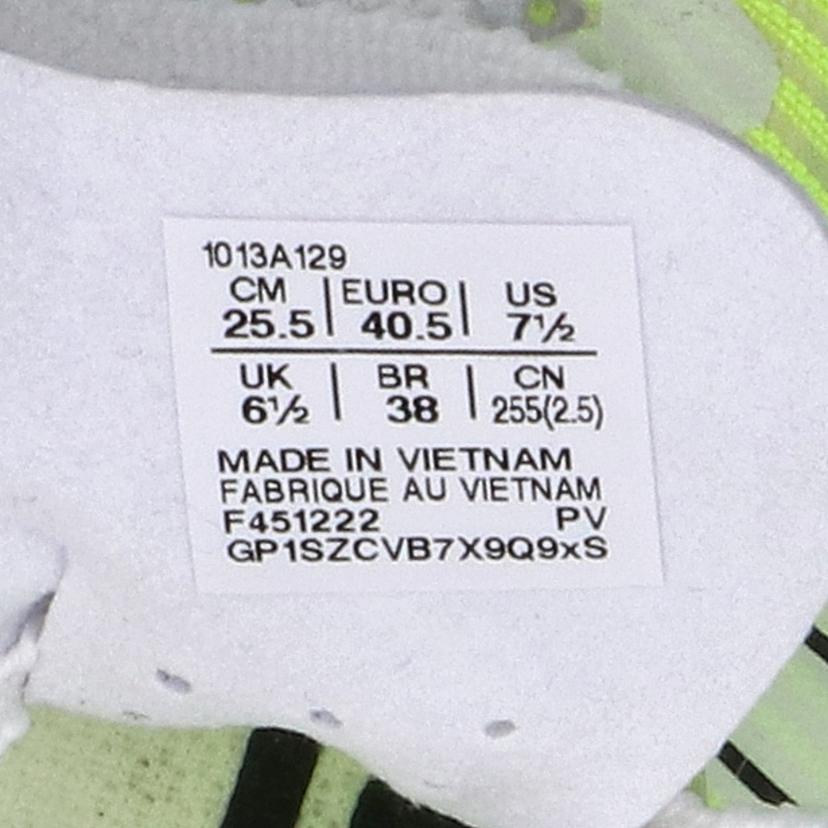 1013A129
CM | EURO | US
25.5 | 40.5 | 7½
UK | BR | CN
6½ | 38 | 255(2.5)
MADE IN VIETNAM
FABRIQUE AU VIETNAM
F451222 PV
GP1SZCVB7X9Q9xS